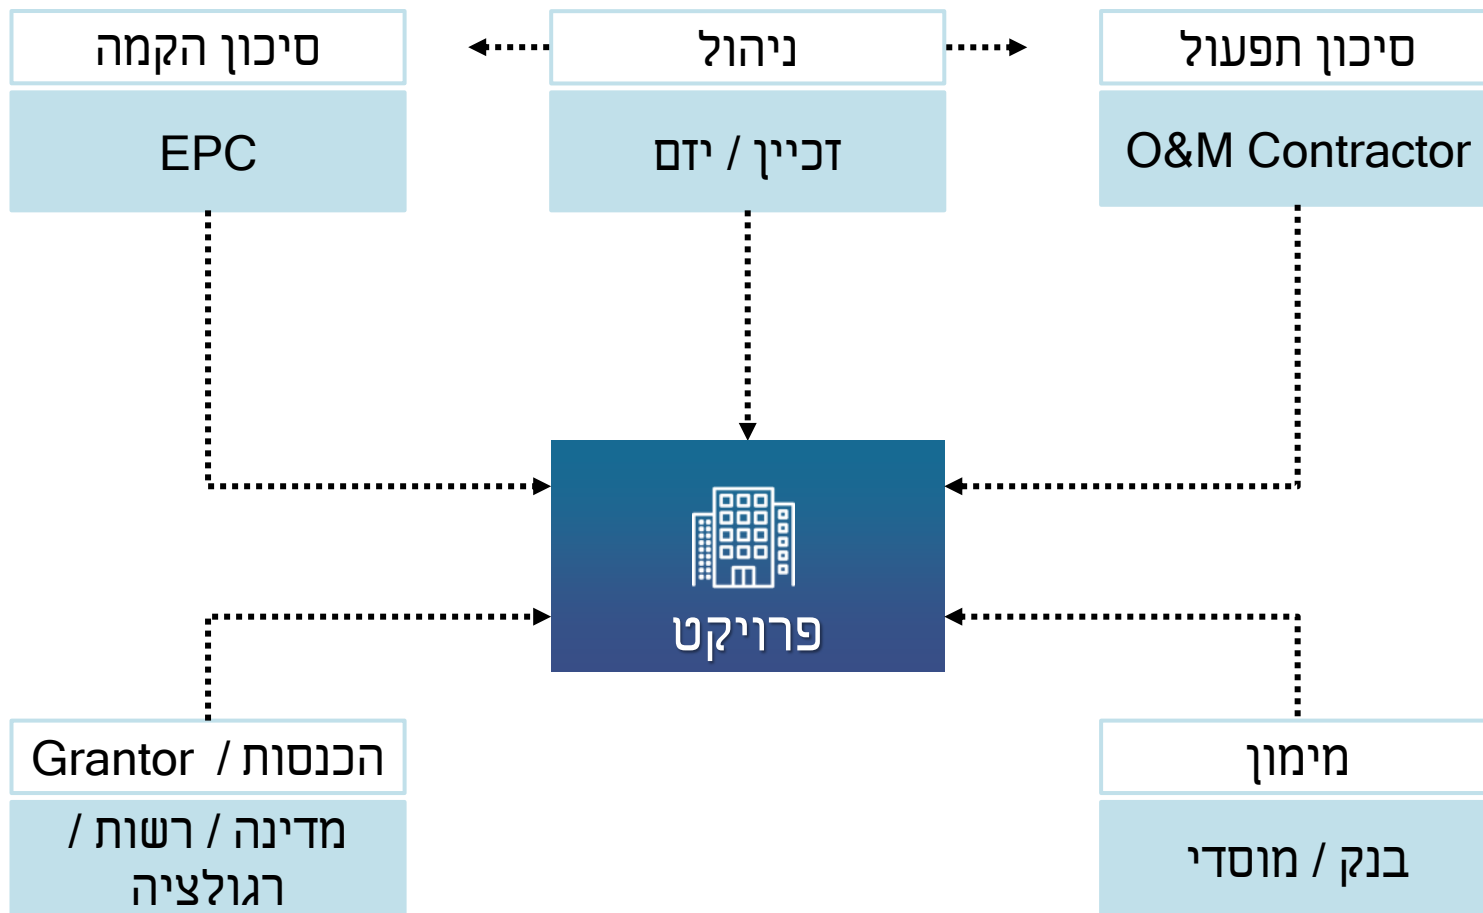 סיכון תפעול
O&M Contractor
ניהול
זכיין / יזם
סיכון הקמה
EPC
פרויקט
מימון
בנק / מוסדי
הכנסות / Grantor
מדינה / רשות /
רגולציה